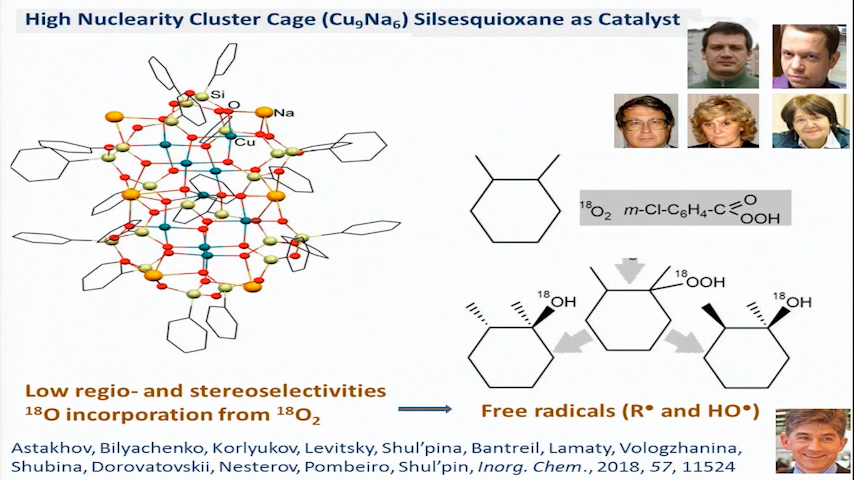 High Nuclearity Cluster Cage (Cu₉Na₆) Silsesquioxane as Catalyst
Si
O
Na
Cu
¹⁸O₂ m-Cl-C₆H₄-C O
OOH
¹⁸OOH
¹⁸OH
¹⁸OH
Low regio- and stereoselectivities
¹⁸O incorporation from ¹⁸O₂
Free radicals (R• and HO•)
Astakhov, Bilyachenko, Korlyukov, Levitsky, Shul'pina, Bantreil, Lamaty, Vologzhanina,
Shubina, Dorovatovskii, Nesterov, Pombeiro, Shul'pin, Inorg. Chem., 2018, 57, 11524